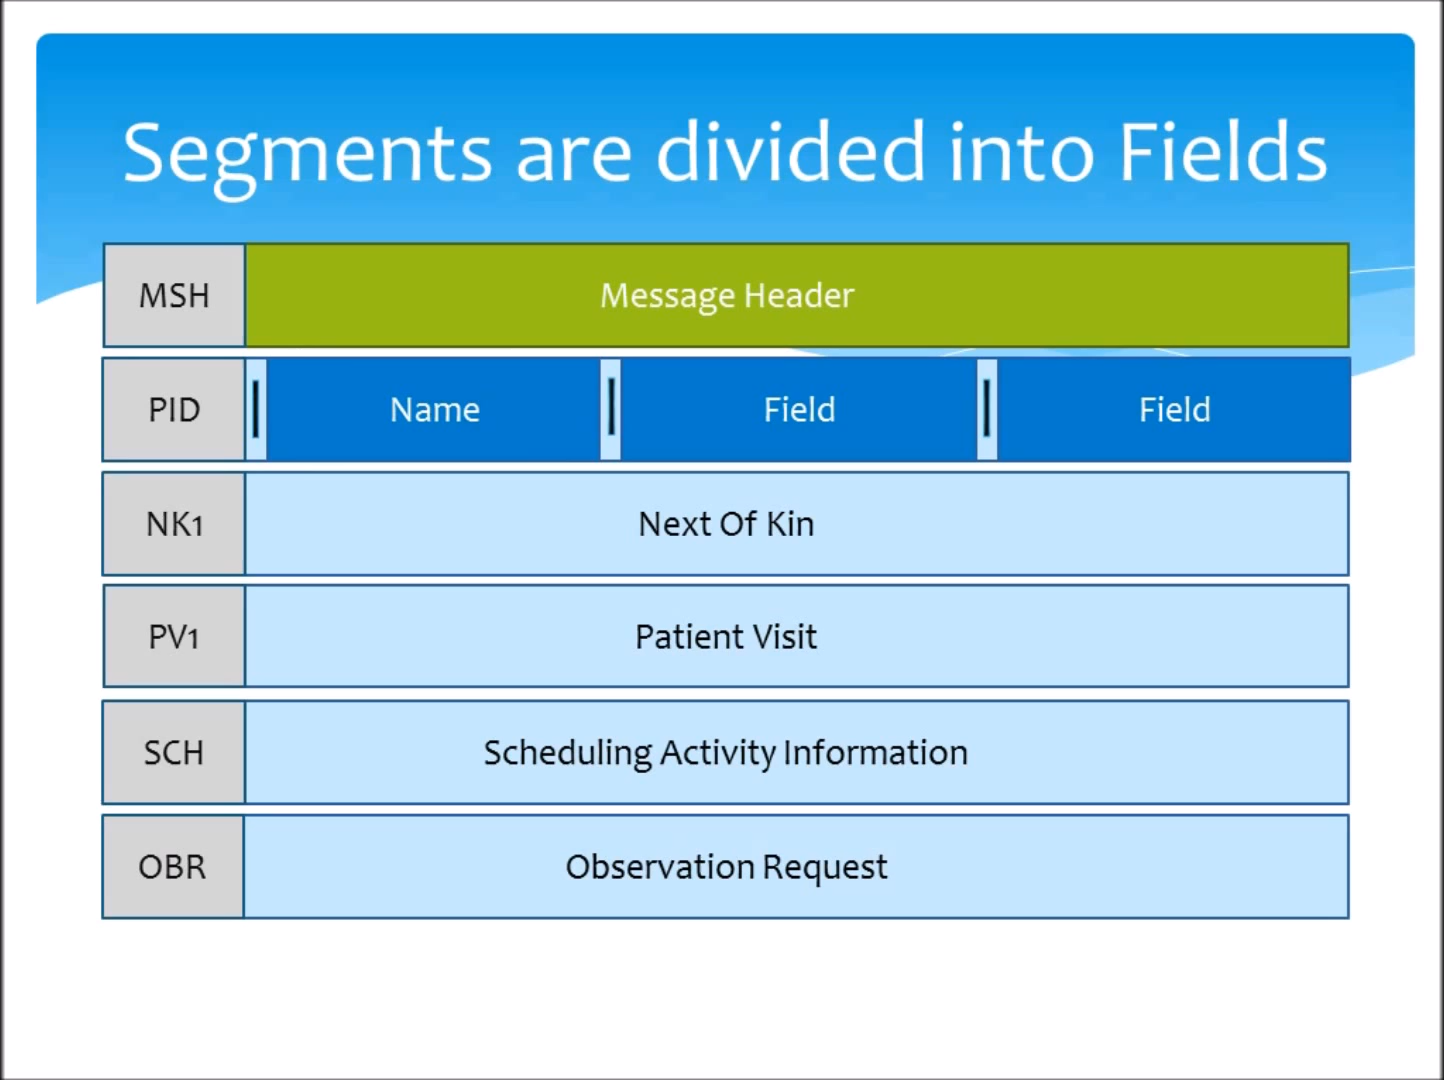 Segments are divided into Fields
MSH Message Header
PID | Name | Field | Field
NK1 Next Of Kin
PV1 Patient Visit
SCH Scheduling Activity Information
OBR Observation Request